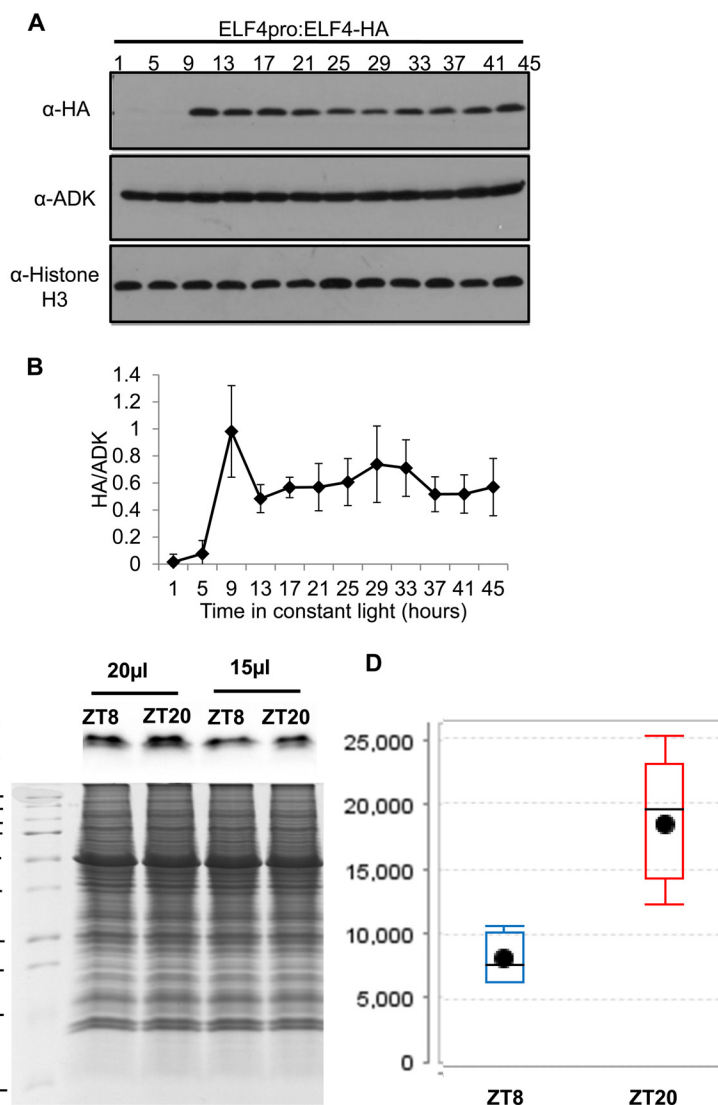 A
ELF4pro:ELF4-HA
1 5 9 13 17 21 25 29 33 37 41 45
α-HA
α-ADK
α-Histone
H3
B
1.4
1.2
1
0.8
0.6
0.4
0.2
0
HA/ADK
1 5 9 13 17 21 25 29 33 37 41 45
Time in constant light (hours)
20µl 15µl
ZT8 ZT20 ZT8 ZT20
D
25,000
20,000
15,000
10,000
5,000
0
ZT8 ZT20